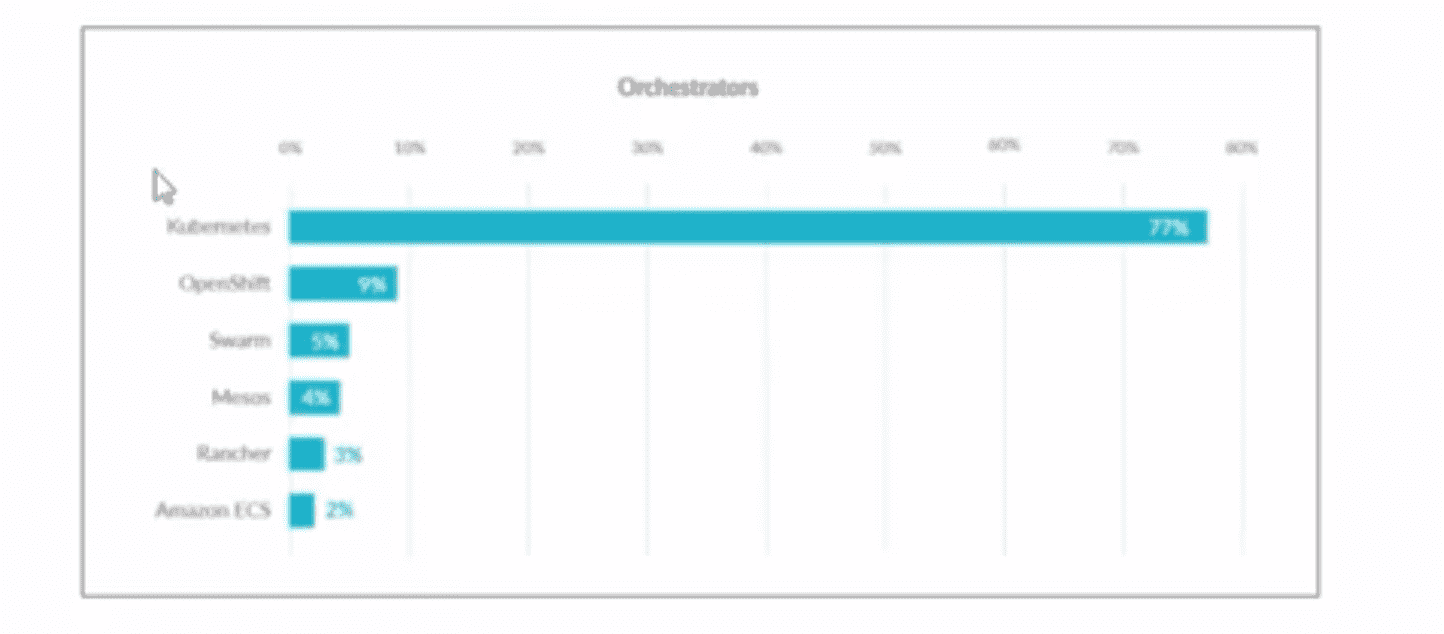 Orchestrators
0% 10% 20% 30% 40% 50% 60% 70% 80%
Kubernetes 77%
OpenShift 9%
Swarm 5%
Mesos 4%
Rancher 3%
Amazon ECS 2%